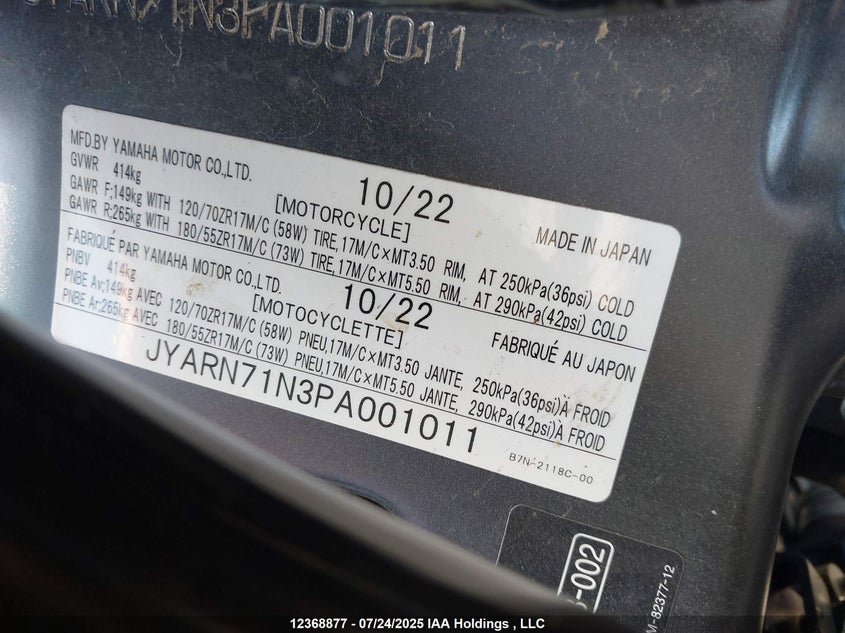 JYARN71N3PA001011
MFD.BY YAMAHA MOTOR CO.,LTD.
10/22
GVWR 414kg
[MOTORCYCLE]
MADE IN JAPAN
GAWR F;149kg WITH 120/70ZR17M/C (58W) TIRE,17M/C×MT3.50 RIM, AT 250kPa(36psi) COLD
GAWR R;265kg WITH 180/55ZR17M/C (73W) TIRE,17M/C×MT5.50 RIM, AT 290kPa(42psi) COLD
FABRIQUÉ PAR YAMAHA MOTOR CO.,LTD.
10/22
PNBV 414kg
[MOTOCYCLETTE]
FABRIQUÉ AU JAPON
PNBE Av;149kg AVEC 120/70ZR17M/C (58W) PNEU,17M/C×MT3.50 JANTE, 250kPa(36psi)À FROID
PNBE Ar;265kg AVEC 180/55ZR17M/C (73W) PNEU,17M/C×MT5.50 JANTE, 290kPa(42psi)À FROID
JYARN71N3PA001011
B7N-2118C-00
-002
M-82377-12
12368877 - 07/24/2025 IAA Holdings , LLC